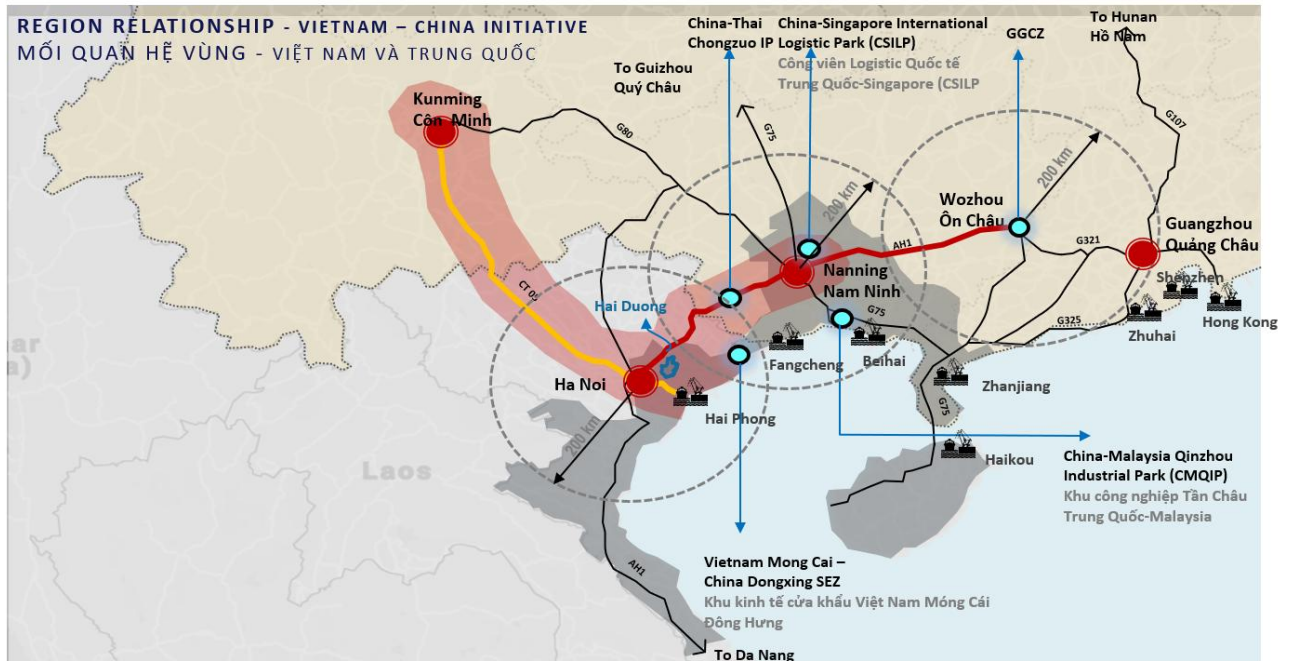 REGION RELATIONSHIP - VIETNAM – CHINA INITIATIVE
MỐI QUAN HỆ VÙNG - VIỆT NAM VÀ TRUNG QUỐC
China-Thai
Chongzuo IP
China-Singapore International
Logistic Park (CSILP)
Công viên Logistic Quốc tế
Trung Quốc-Singapore (CSILP
GGCZ
To Hunan
Hồ Nam
To Guizhou
Quý Châu
Kunming
Côn Minh
G80
G75
G107
200 km
200 km
Wozhou
Ôn Châu
AH1
G321
Guangzhou
Quảng Châu
Shenzhen
Nanning
Nam Ninh
CT 05
Hai Duong
G75
G325
Zhuhai
Hong Kong
Fangcheng
Beihai
Ha Noi
Zhanjiang
Hai Phong
G75
200 km
Laos
Haikou
China-Malaysia Qinzhou
Industrial Park (CMQIP)
Khu công nghiệp Tần Châu
Trung Quốc-Malaysia
Vietnam Mong Cai –
China Dongxing SEZ
Khu kinh tế cửa khẩu Việt Nam Móng Cái
Đông Hưng
AH1
To Da Nang